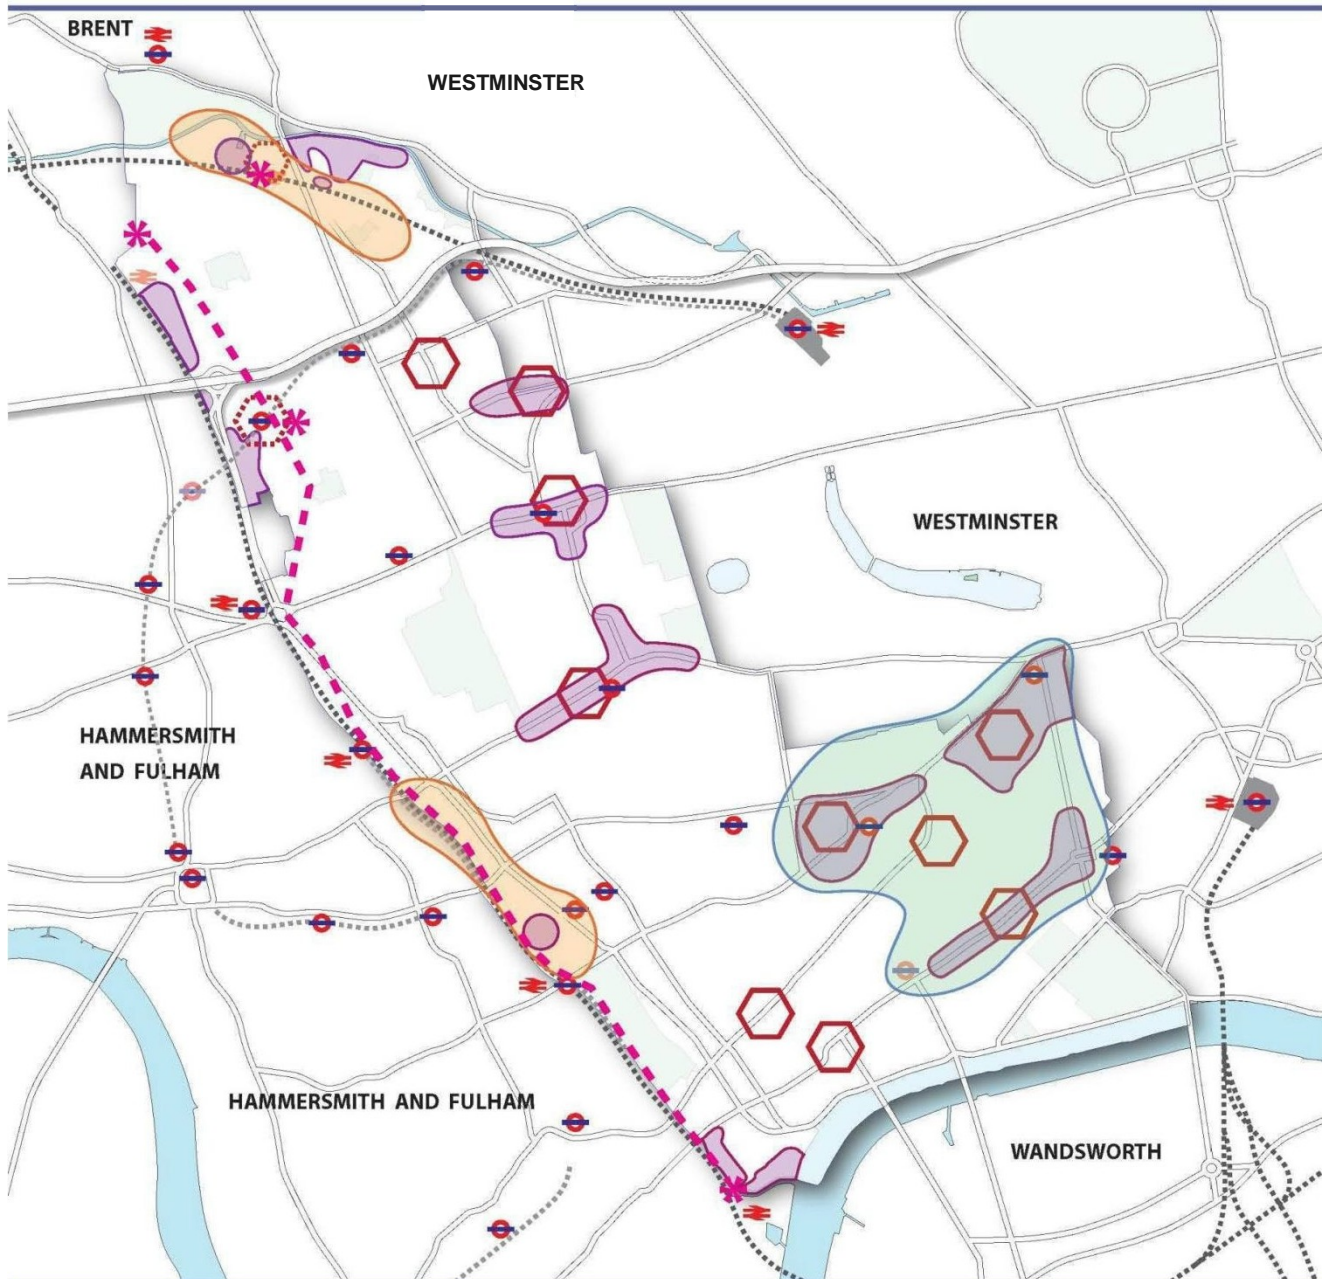 BRENT
WESTMINSTER
WESTMINSTER
HAMMERSMITH
AND FULHAM
HAMMERSMITH AND FULHAM
WANDSWORTH